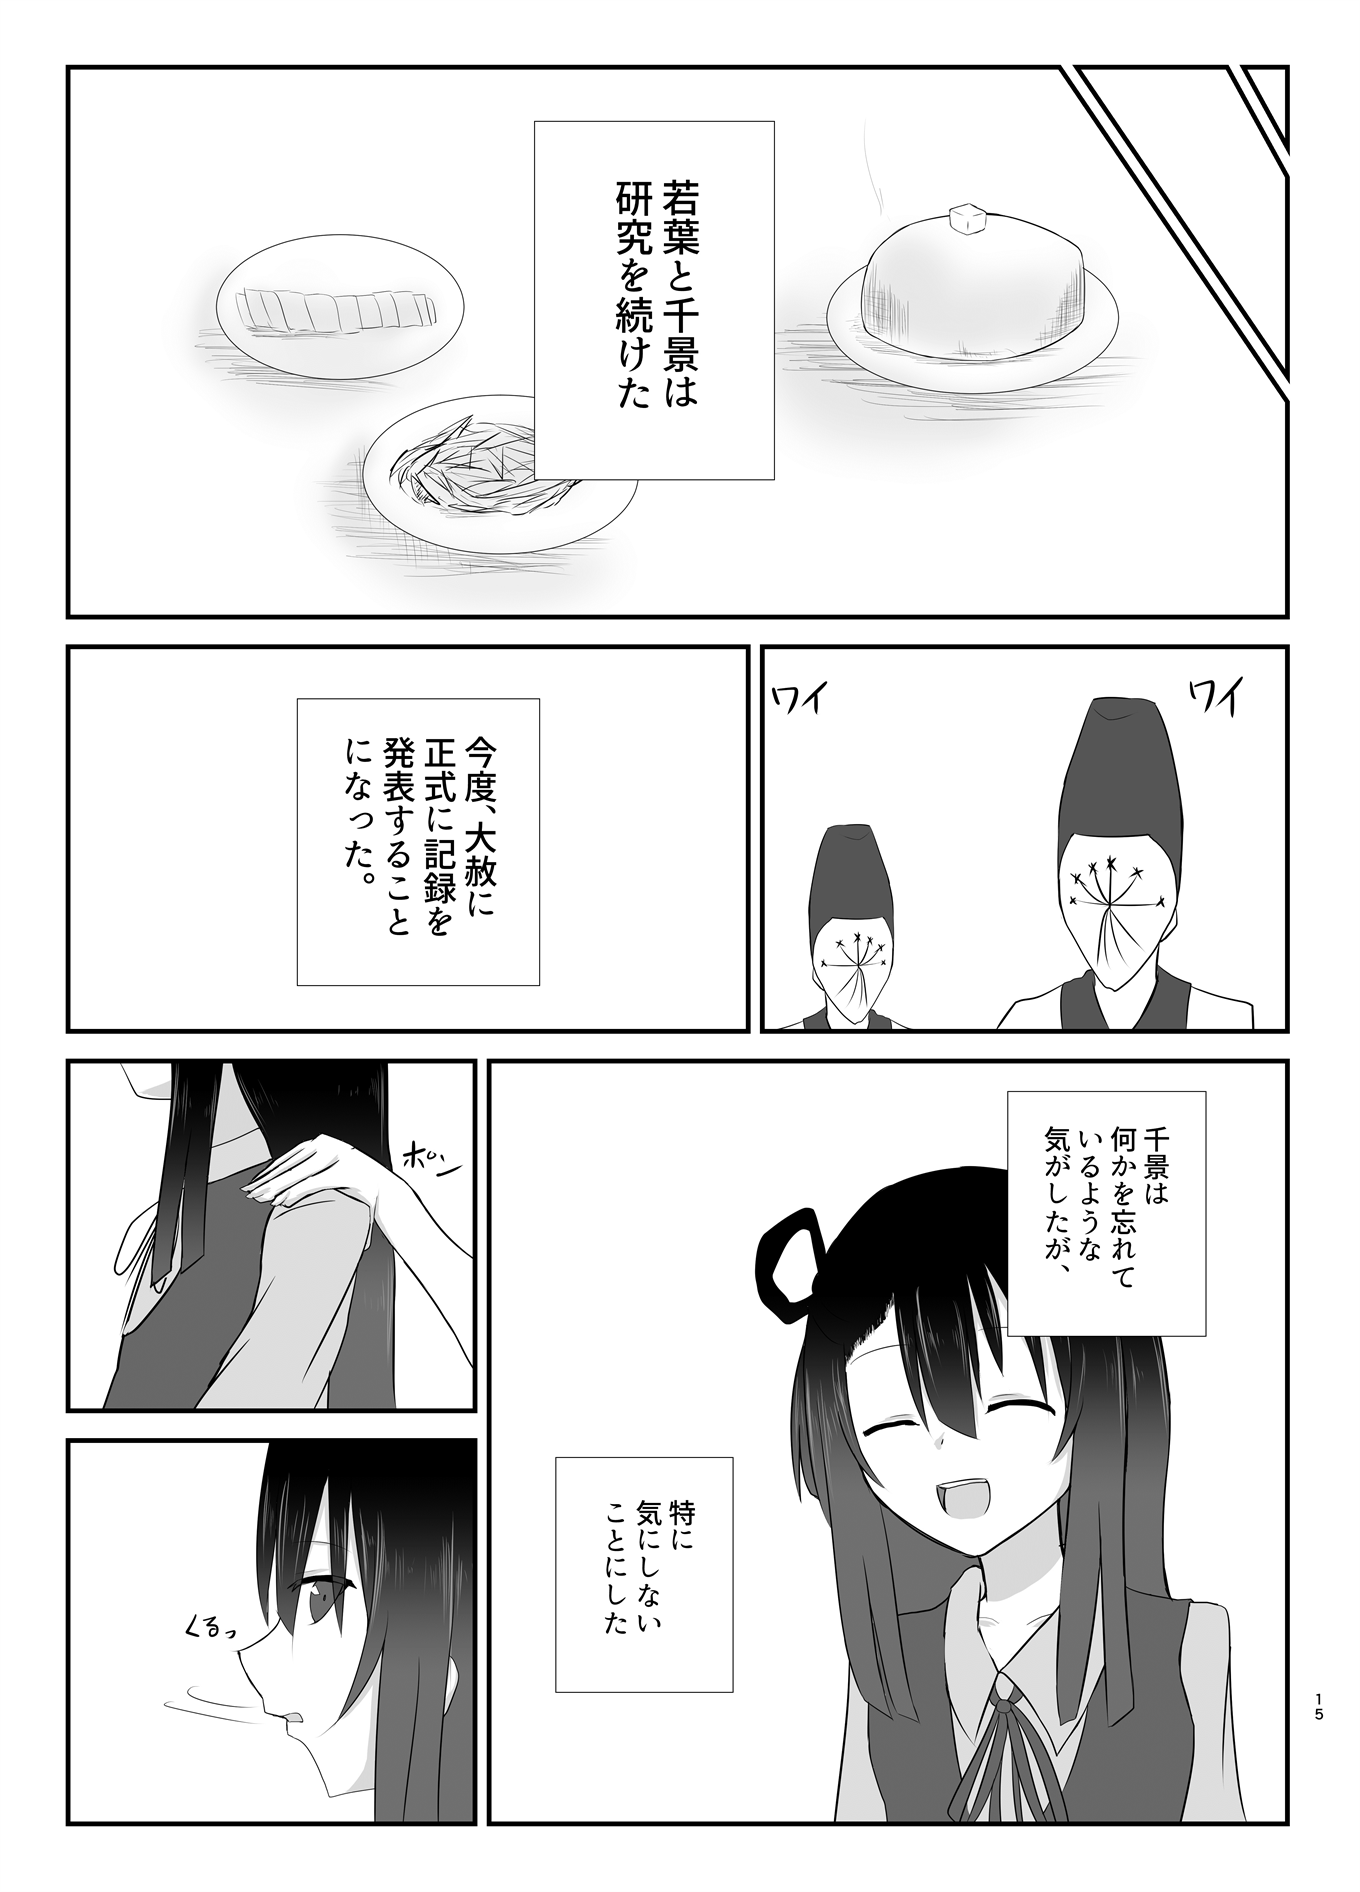 若葉と千景は
研究を続けた
ワイ
ワイ
今度、大赦に
正式に記録を
発表すること
になった。
千景は
何かを忘れて
いるような
気がしたが、
特に
気にしない
ことにした
ポン
くるっ
15